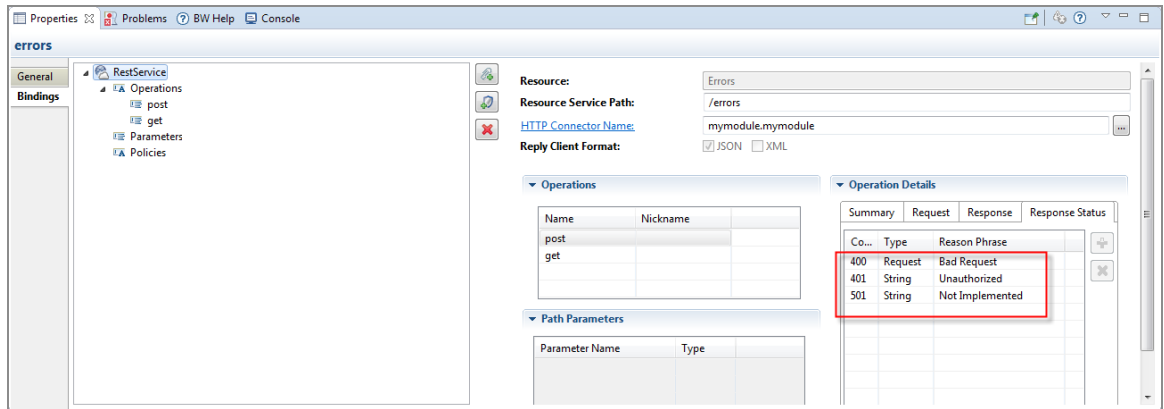 Properties Problems BW Help Console
errors
General
Bindings
RestService
Operations
post
get
Parameters
Policies
Resource: Errors
Resource Service Path: /errors
HTTP Connector Name: mymodule.mymodule ...
Reply Client Format: JSON XML
Operations
Name Nickname
post
get
Path Parameters
Parameter Name Type
Operation Details
Summary Request Response Response Status
Co... Type Reason Phrase
400 Request Bad Request
401 String Unauthorized
501 String Not Implemented